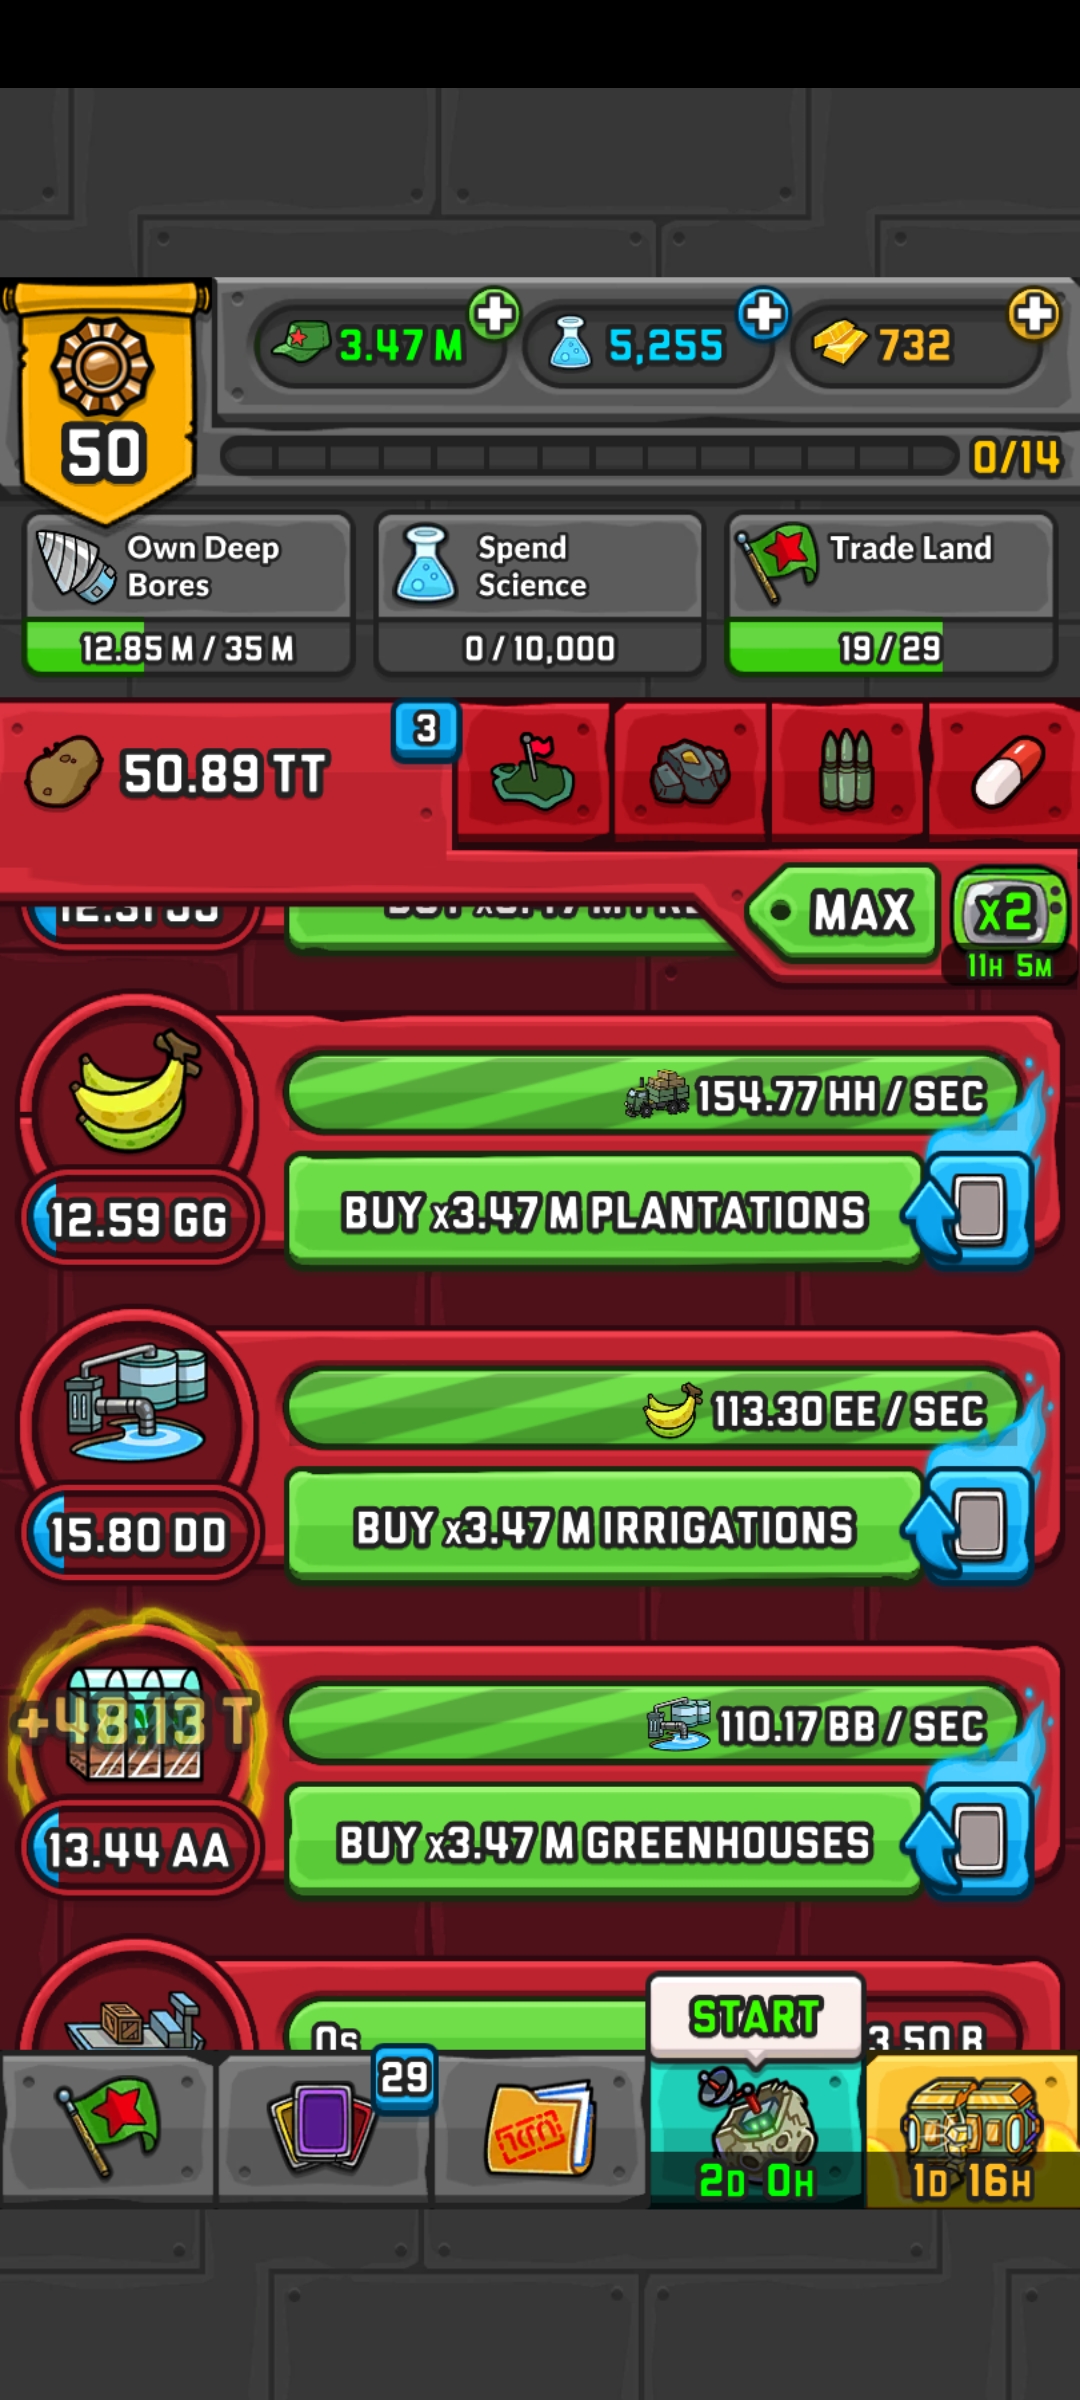 3.47 M
5,255
732
50
0/14
Own Deep
Bores
12.85 M / 35 M
Spend
Science
0 / 10,000
Trade Land
19 / 29
50.89 TT
3
MAX
x2
11H 5M
154.77 HH / SEC
12.59 GG
BUY x3.47 M PLANTATIONS
113.30 EE / SEC
15.80 DD
BUY x3.47 M IRRIGATIONS
+48.13 T
110.17 BB / SEC
13.44 AA
BUY x3.47 M GREENHOUSES
START
0s
3.50 B
29
2D 0H
1D 16H